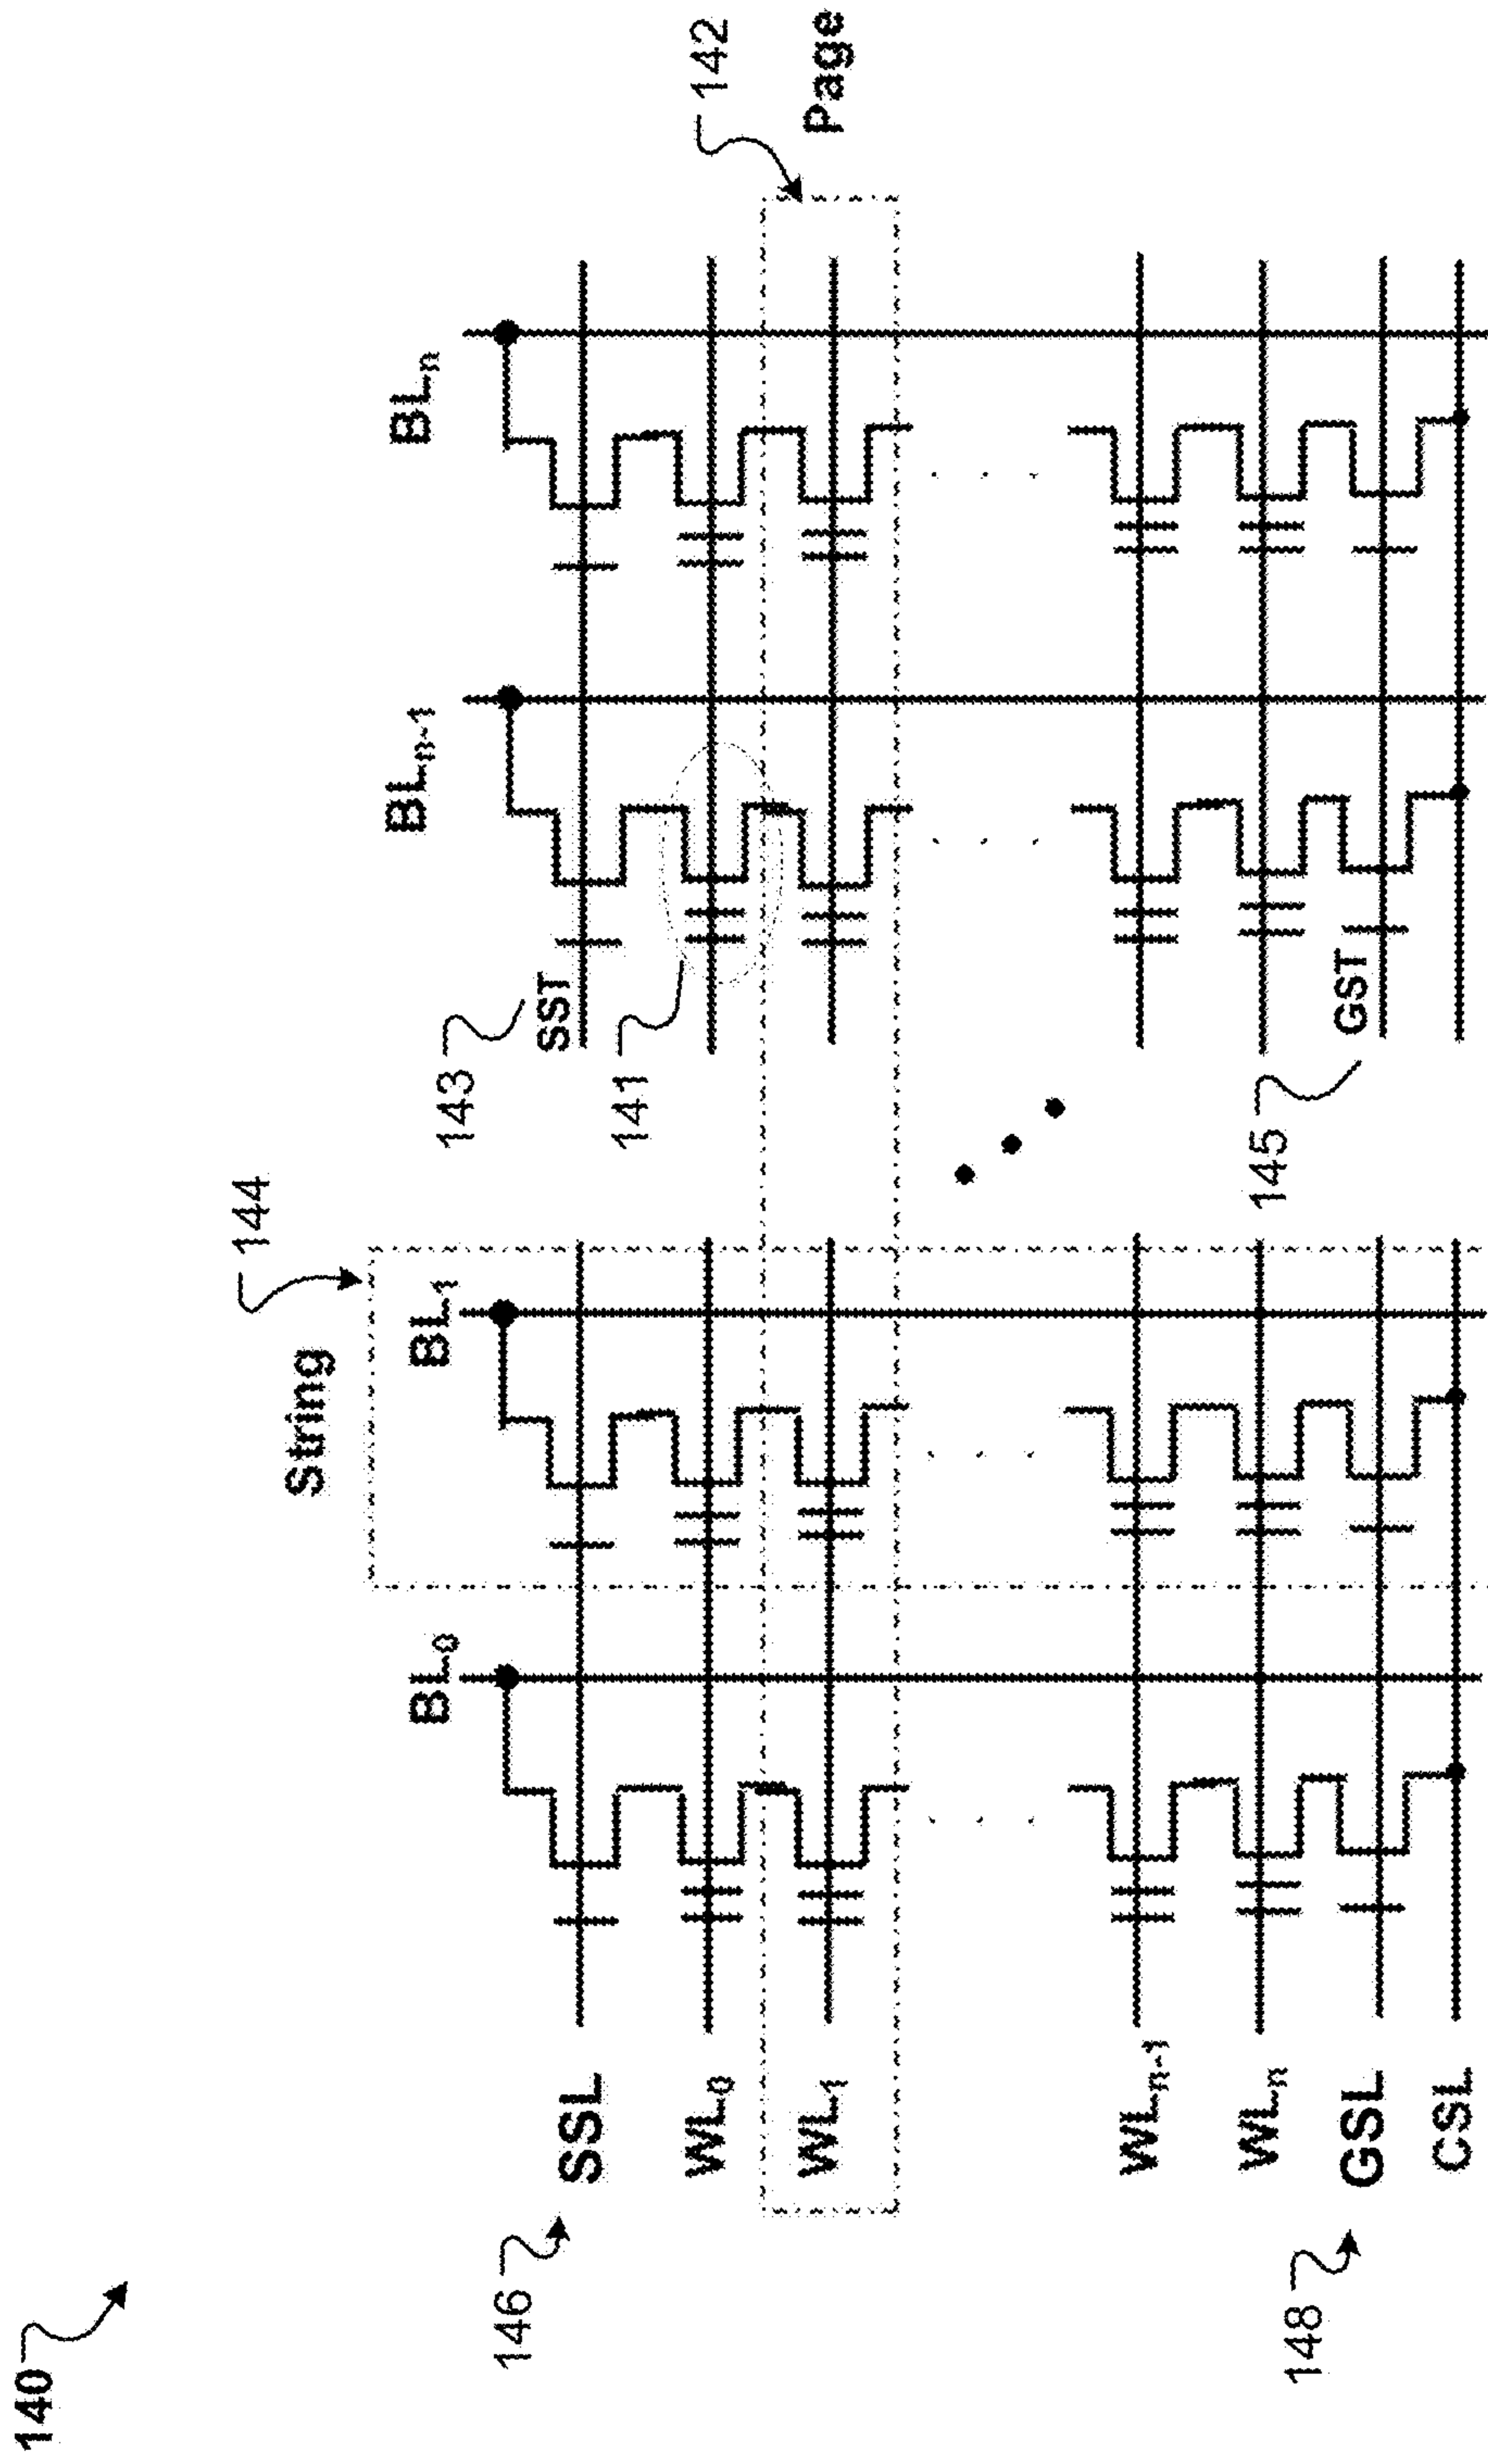 140
String
144
BL0
BL1
BLn-1
BLn
143
SST
146
SSL
141
WL0
142
WL1
Page
WLn-1
145
WLn
GST
148
GSL
CSL